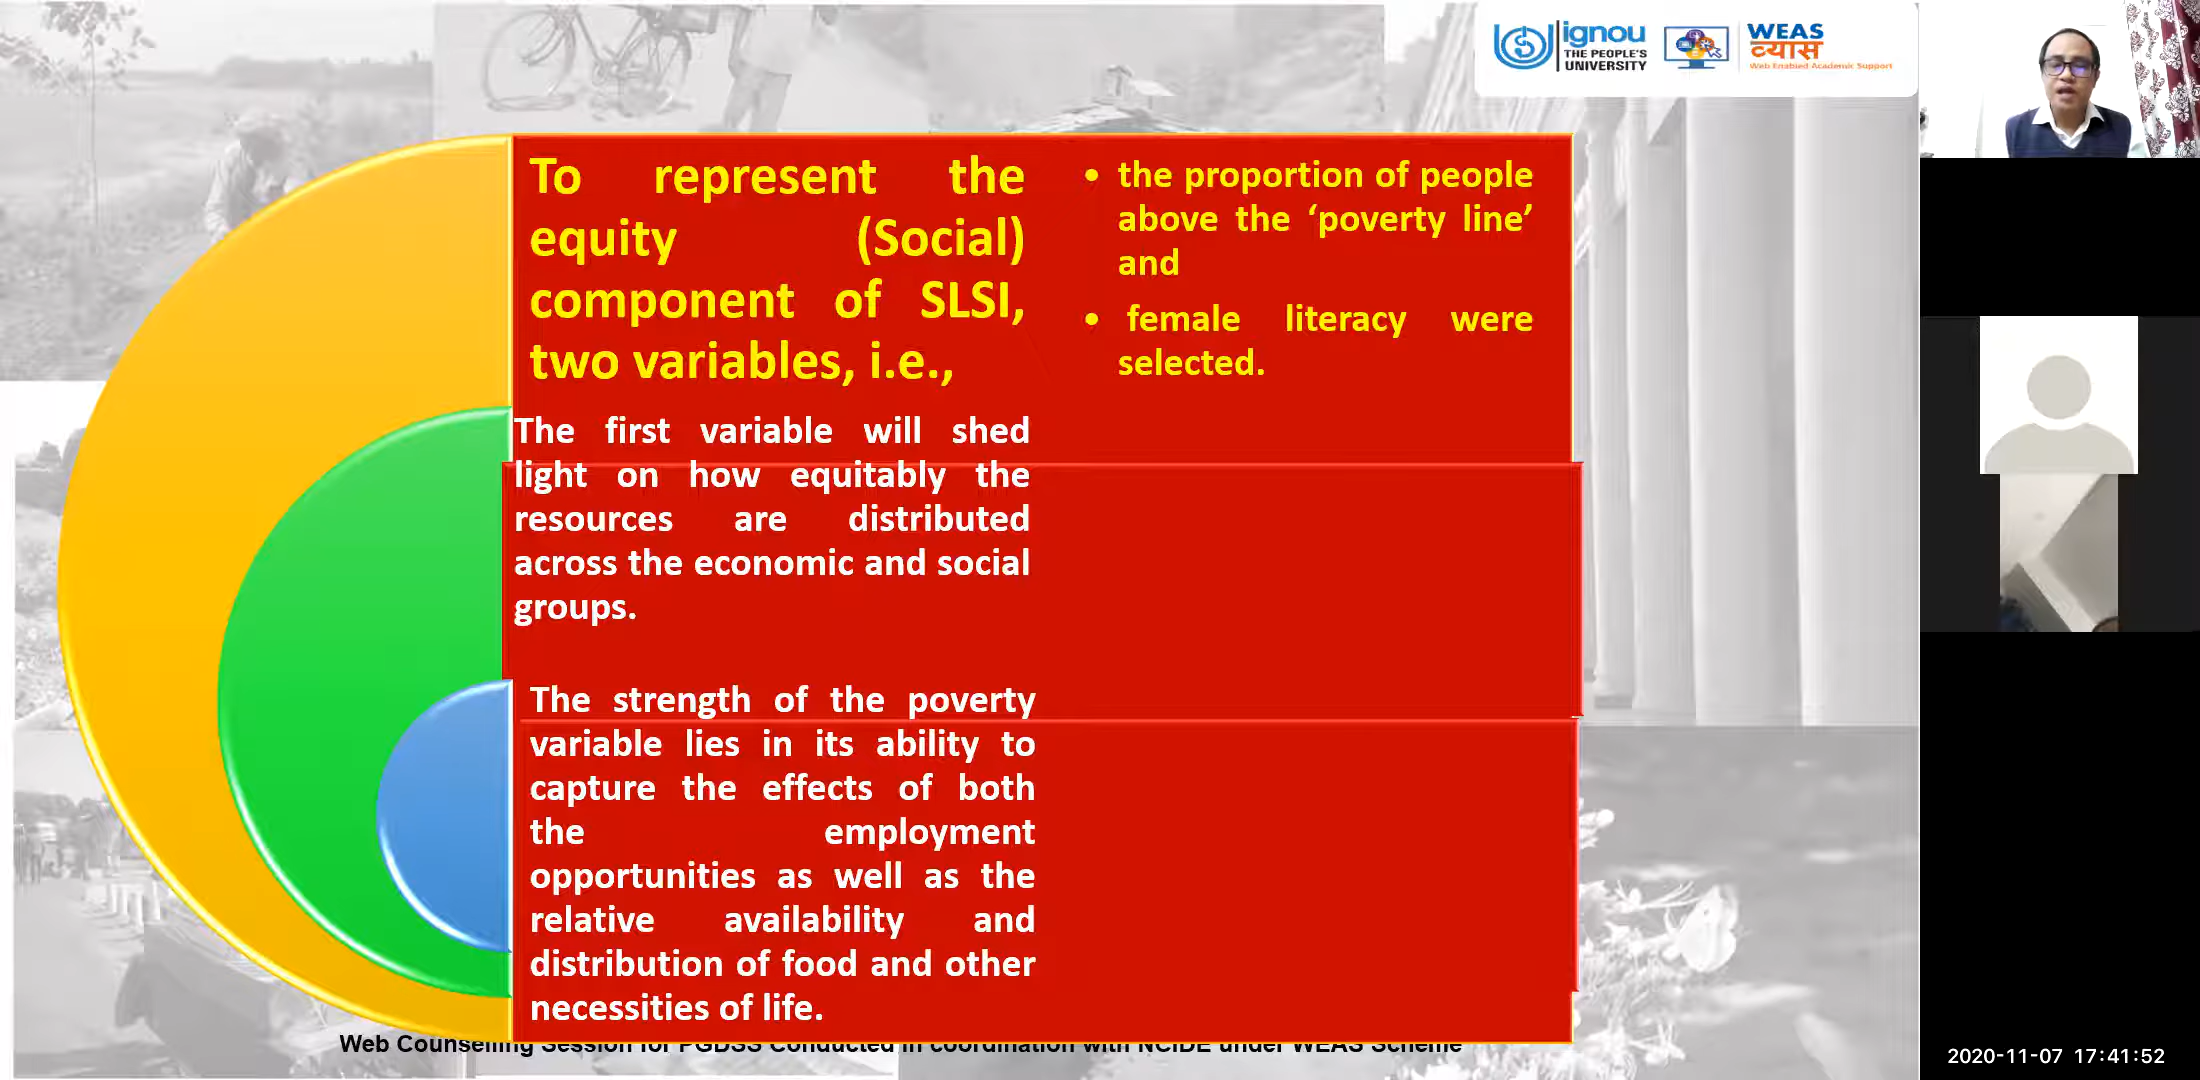 ignou
THE PEOPLE'S
UNIVERSITY
WEAS
व्यास
Web Enabled Academic Support
To represent the
equity (Social)
component of SLSI,
two variables, i.e.,
• the proportion of people
above the ‘poverty line’
and
• female literacy were
selected.
The first variable will shed
light on how equitably the
resources are distributed
across the economic and social
groups.
The strength of the poverty
variable lies in its ability to
capture the effects of both
the employment
opportunities as well as the
relative availability and
distribution of food and other
necessities of life.
Web Counselling Session for PGDSS Conducted in coordination with NCIDE under WEAS Scheme
2020-11-07 17:41:52